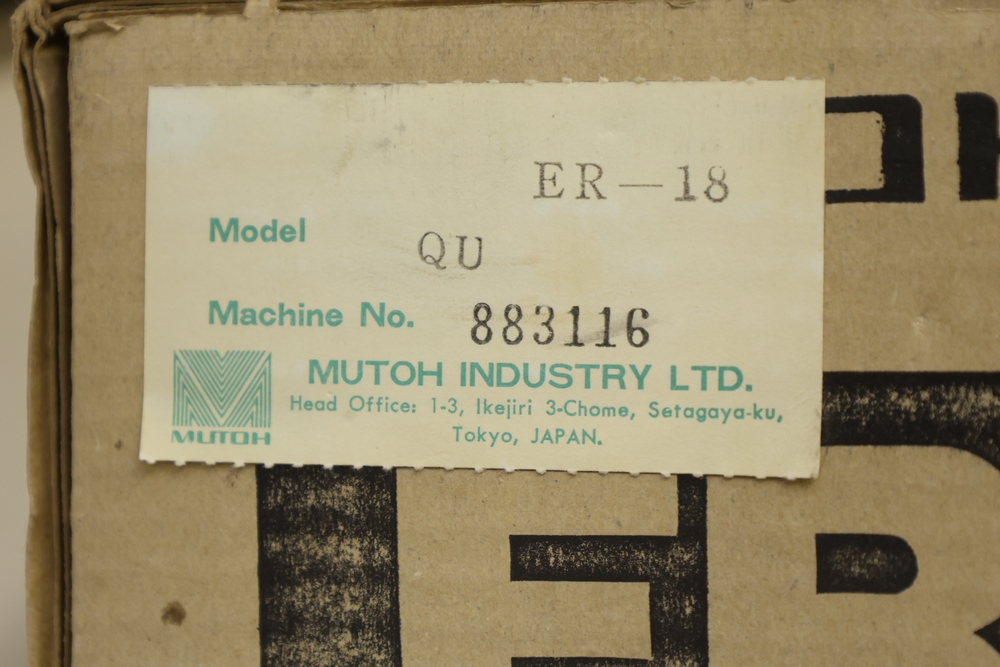 ER—18
Model QU
Machine No. 883116
MUTOH INDUSTRY LTD.
Head Office: 1-3, Ikejiri 3-Chome, Setagaya-ku,
Tokyo, JAPAN.
MUTOH